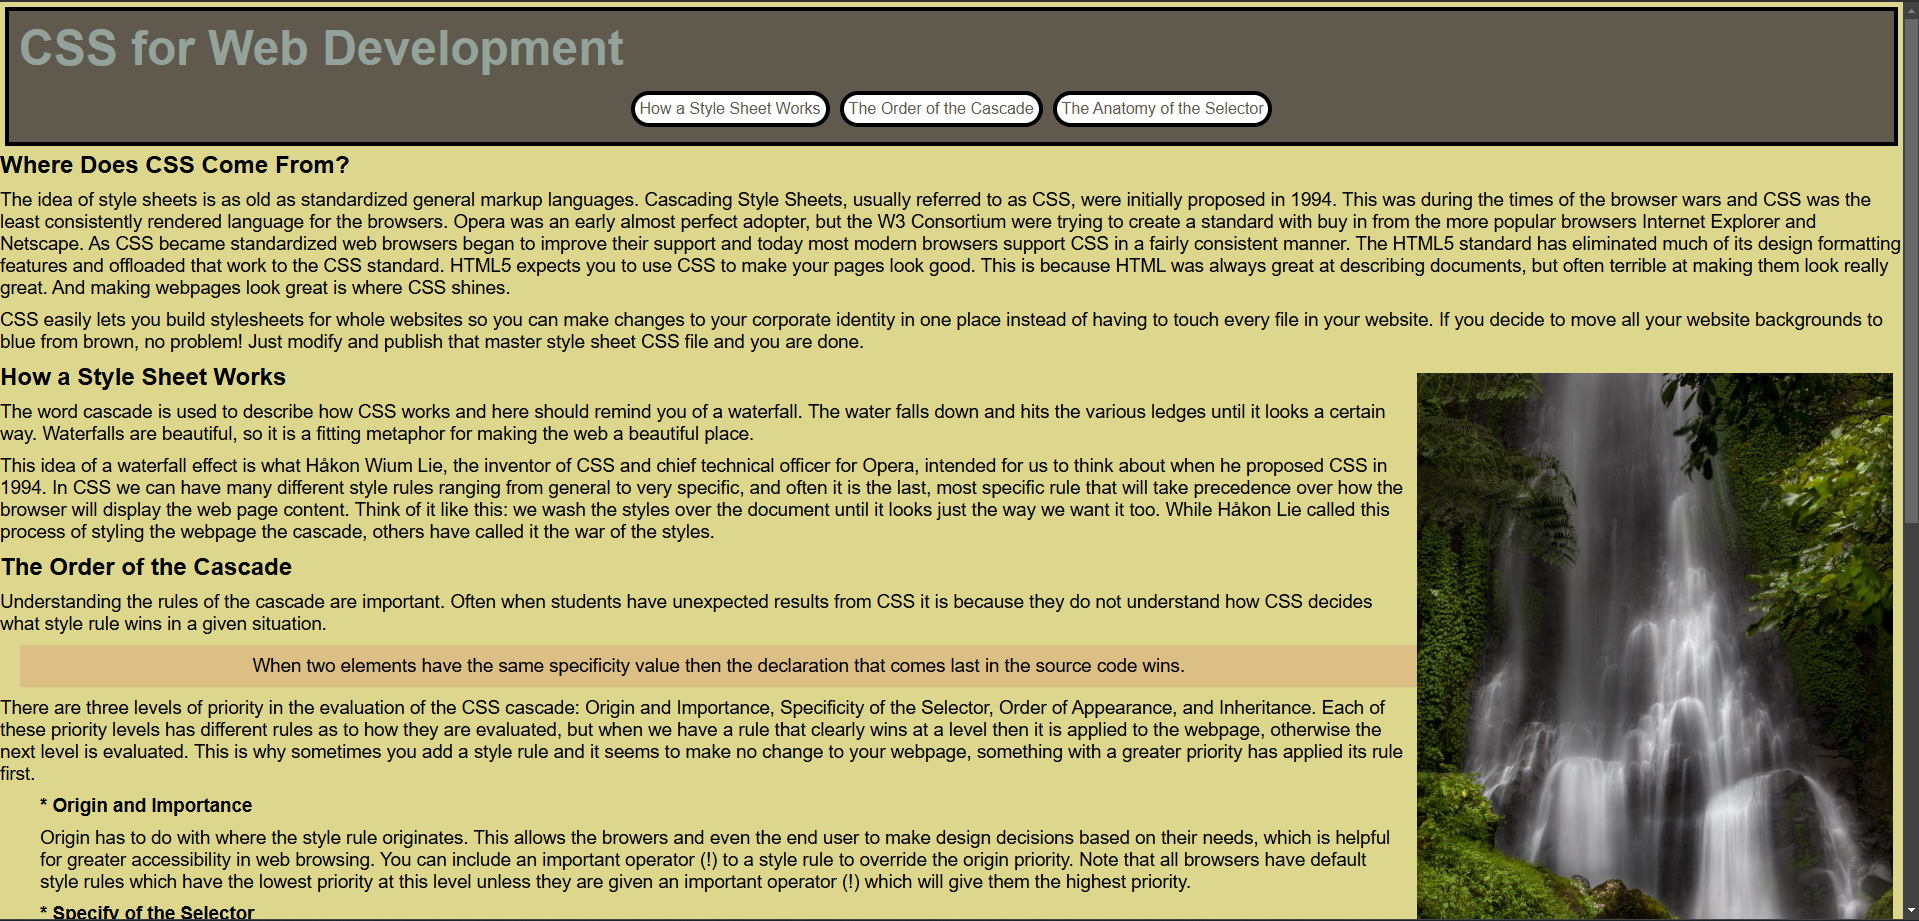 CSS for Web Development
How a Style Sheet Works
The Order of the Cascade
The Anatomy of the Selector
Where Does CSS Come From?
The idea of style sheets is as old as standardized general markup languages. Cascading Style Sheets, usually referred to as CSS, were initially proposed in 1994. This was during the times of the browser wars and CSS was the
least consistently rendered language for the browsers. Opera was an early almost perfect adopter, but the W3 Consortium were trying to create a standard with buy in from the more popular browsers Internet Explorer and
Netscape. As CSS became standardized web browsers began to improve their support and today most modern browsers support CSS in a fairly consistent manner. The HTML5 standard has eliminated much of its design formatting
features and offloaded that work to the CSS standard. HTML5 expects you to use CSS to make your pages look good. This is because HTML was always great at describing documents, but often terrible at making them look really
great. And making webpages look great is where CSS shines.
CSS easily lets you build stylesheets for whole websites so you can make changes to your corporate identity in one place instead of having to touch every file in your website. If you decide to move all your website backgrounds to
blue from brown, no problem! Just modify and publish that master style sheet CSS file and you are done.
How a Style Sheet Works
The word cascade is used to describe how CSS works and here should remind you of a waterfall. The water falls down and hits the various ledges until it looks a certain
way. Waterfalls are beautiful, so it is a fitting metaphor for making the web a beautiful place.
This idea of a waterfall effect is what Håkon Wium Lie, the inventor of CSS and chief technical officer for Opera, intended for us to think about when he proposed CSS in
1994. In CSS we can have many different style rules ranging from general to very specific, and often it is the last, most specific rule that will take precedence over how the
browser will display the web page content. Think of it like this: we wash the styles over the document until it looks just the way we want it too. While Håkon Lie called this
process of styling the webpage the cascade, others have called it the war of the styles.
The Order of the Cascade
Understanding the rules of the cascade are important. Often when students have unexpected results from CSS it is because they do not understand how CSS decides
what style rule wins in a given situation.
When two elements have the same specificity value then the declaration that comes last in the source code wins.
There are three levels of priority in the evaluation of the CSS cascade: Origin and Importance, Specificity of the Selector, Order of Appearance, and Inheritance. Each of
these priority levels has different rules as to how they are evaluated, but when we have a rule that clearly wins at a level then it is applied to the webpage, otherwise the
next level is evaluated. This is why sometimes you add a style rule and it seems to make no change to your webpage, something with a greater priority has applied its rule
first.
* Origin and Importance
Origin has to do with where the style rule originates. This allows the browers and even the end user to make design decisions based on their needs, which is helpful
for greater accessibility in web browsing. You can include an important operator (!) to a style rule to override the origin priority. Note that all browsers have default
style rules which have the lowest priority at this level unless they are given an important operator (!) which will give them the highest priority.
* Specify of the Selector